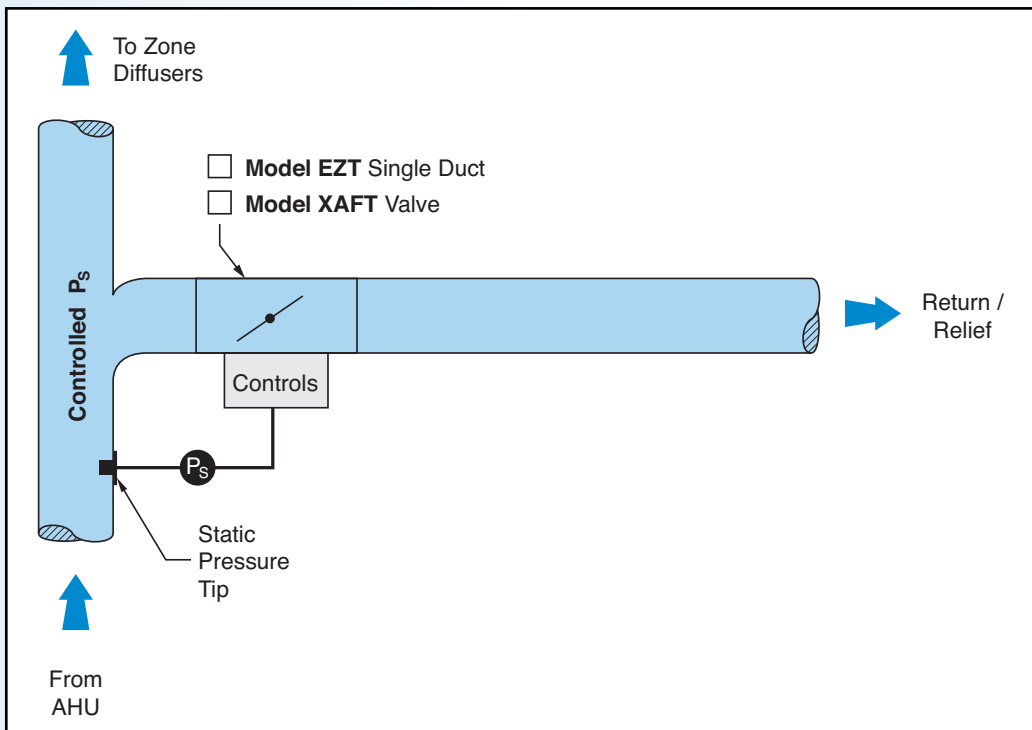 To Zone
Diffusers
Model EZT Single Duct
Model XAFT Valve
Controlled PS
Return /
Relief
Controls
PS
Static
Pressure
Tip
From
AHU